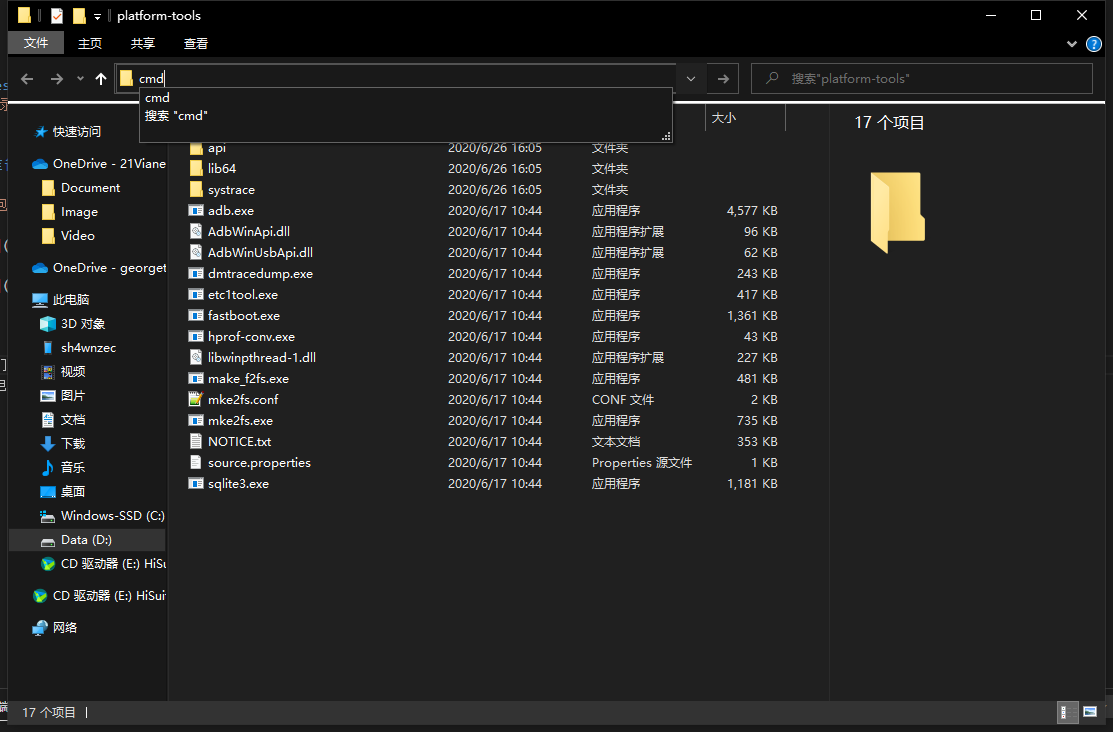 platform-tools
文件 主页 共享 查看
cmd
搜索"platform-tools"
cmd
搜索 "cmd"
大小
17 个项目
快速访问
OneDrive - 21Viane
Document
Image
Video
OneDrive - georget
此电脑
3D 对象
sh4wnzec
视频
图片
文档
下载
音乐
桌面
Windows-SSD (C:)
Data (D:)
CD 驱动器 (E:) HiSu
CD 驱动器 (E:) HiSui
网络
api 2020/6/26 16:05 文件夹
lib64 2020/6/26 16:05 文件夹
systrace 2020/6/26 16:05 文件夹
adb.exe 2020/6/17 10:44 应用程序 4,577 KB
AdbWinApi.dll 2020/6/17 10:44 应用程序扩展 96 KB
AdbWinUsbApi.dll 2020/6/17 10:44 应用程序扩展 62 KB
dmtracedump.exe 2020/6/17 10:44 应用程序 243 KB
etc1tool.exe 2020/6/17 10:44 应用程序 417 KB
fastboot.exe 2020/6/17 10:44 应用程序 1,361 KB
hprof-conv.exe 2020/6/17 10:44 应用程序 43 KB
libwinpthread-1.dll 2020/6/17 10:44 应用程序扩展 227 KB
make_f2fs.exe 2020/6/17 10:44 应用程序 481 KB
mke2fs.conf 2020/6/17 10:44 CONF 文件 2 KB
mke2fs.exe 2020/6/17 10:44 应用程序 735 KB
NOTICE.txt 2020/6/17 10:44 文本文档 353 KB
source.properties 2020/6/17 10:44 Properties 源文件 1 KB
sqlite3.exe 2020/6/17 10:44 应用程序 1,181 KB
17 个项目